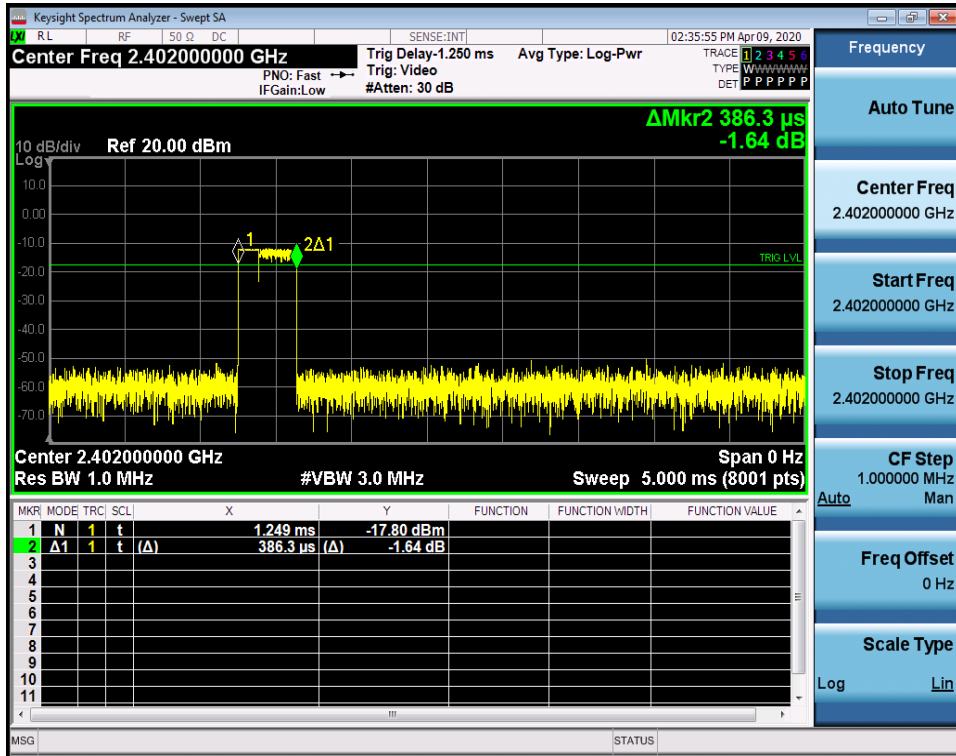 Keysight Spectrum Analyzer - Swept SA
LXI RL RF 50 Ω DC SENSE:INT 02:35:55 PM Apr 09, 2020
Center Freq 2.402000000 GHz
PNO: Fast
IFGain:Low
Trig Delay-1.250 ms
Trig: Video
#Atten: 30 dB
Avg Type: Log-Pwr
TRACE 1 2 3 4 5 6
TYPE WWWWWW
DET P P P P P P
ΔMkr2 386.3 µs
-1.64 dB
10 dB/div Ref 20.00 dBm
Log
10.0
0.00
-10.0
1
2Δ1
TRIG LVL
-20.0
-30.0
-40.0
-50.0
-60.0
-70.0
Center 2.402000000 GHz Span 0 Hz
Res BW 1.0 MHz #VBW 3.0 MHz Sweep 5.000 ms (8001 pts)
MKR MODE TRC SCL X Y FUNCTION FUNCTION WIDTH FUNCTION VALUE
1 N 1 t 1.249 ms -17.80 dBm
2 Δ1 1 t (Δ) 386.3 µs (Δ) -1.64 dB
3
4
5
6
7
8
9
10
11
MSG STATUS
Frequency
Auto Tune
Center Freq
2.402000000 GHz
Start Freq
2.402000000 GHz
Stop Freq
2.402000000 GHz
CF Step
1.000000 MHz
Auto Man
Freq Offset
0 Hz
Scale Type
Log Lin